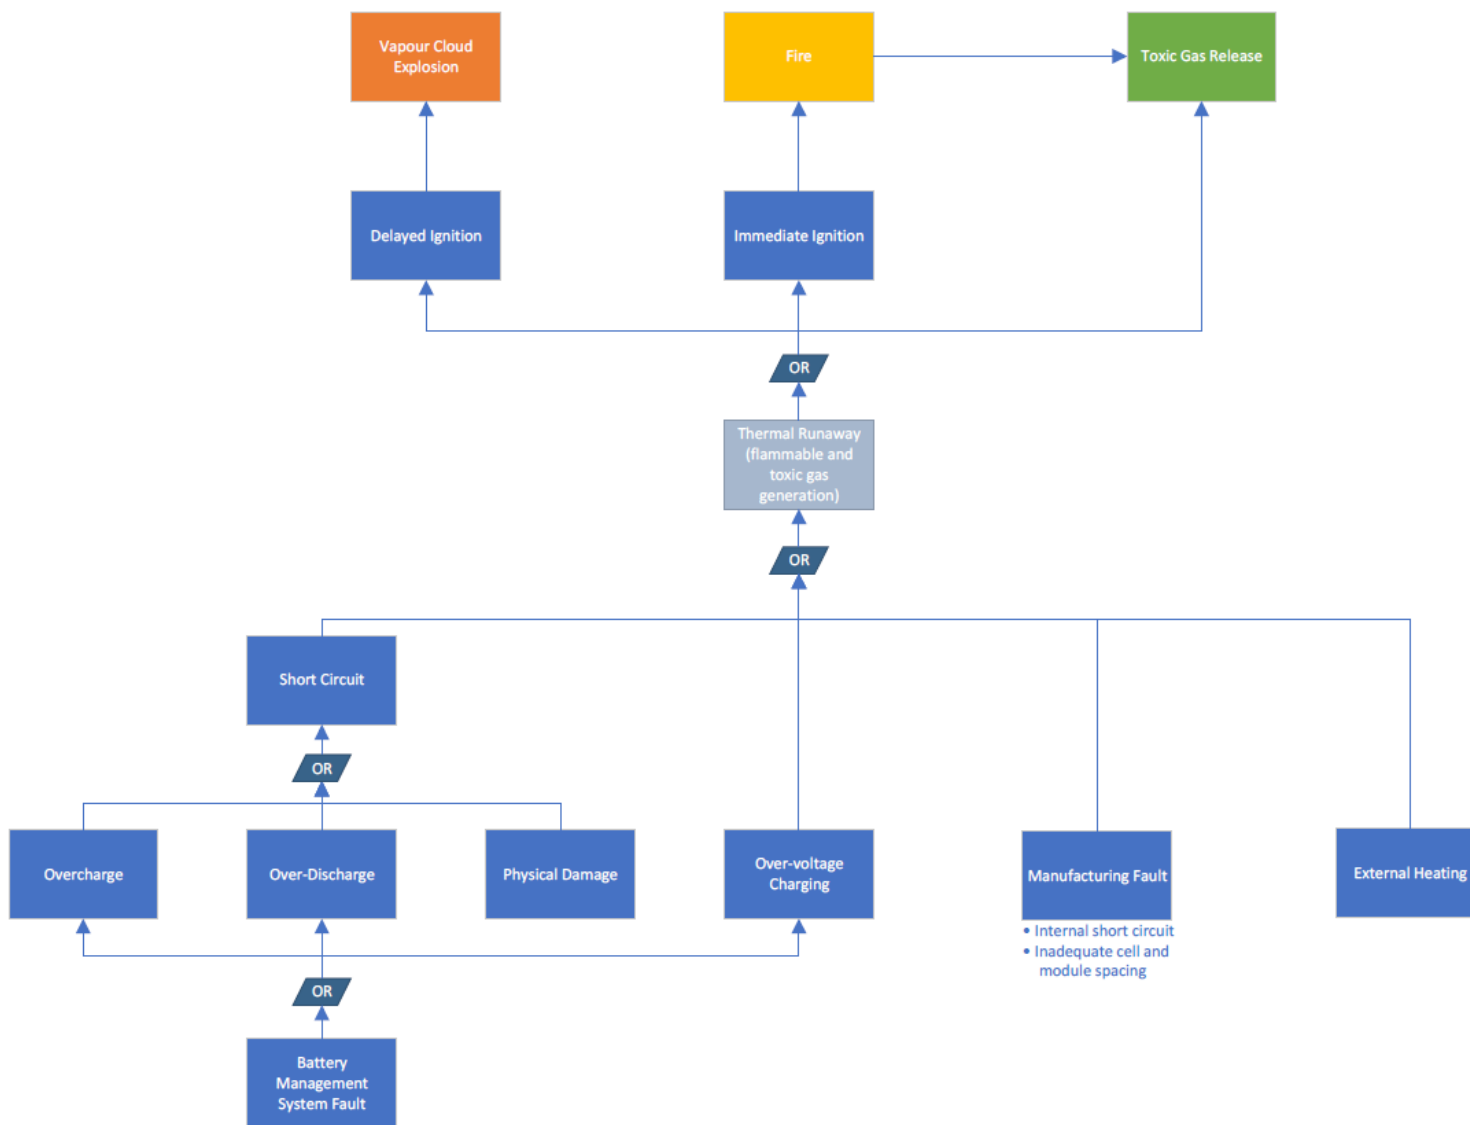 Vapour Cloud
Explosion
Fire
Toxic Gas Release
Delayed Ignition
Immediate Ignition
OR
Thermal Runaway
(flammable and
toxic gas
generation)
OR
Short Circuit
OR
Overcharge
Over-Discharge
Physical Damage
Over-voltage
Charging
Manufacturing Fault
External Heating
• Internal short circuit
• Inadequate cell and
module spacing
OR
Battery
Management
System Fault